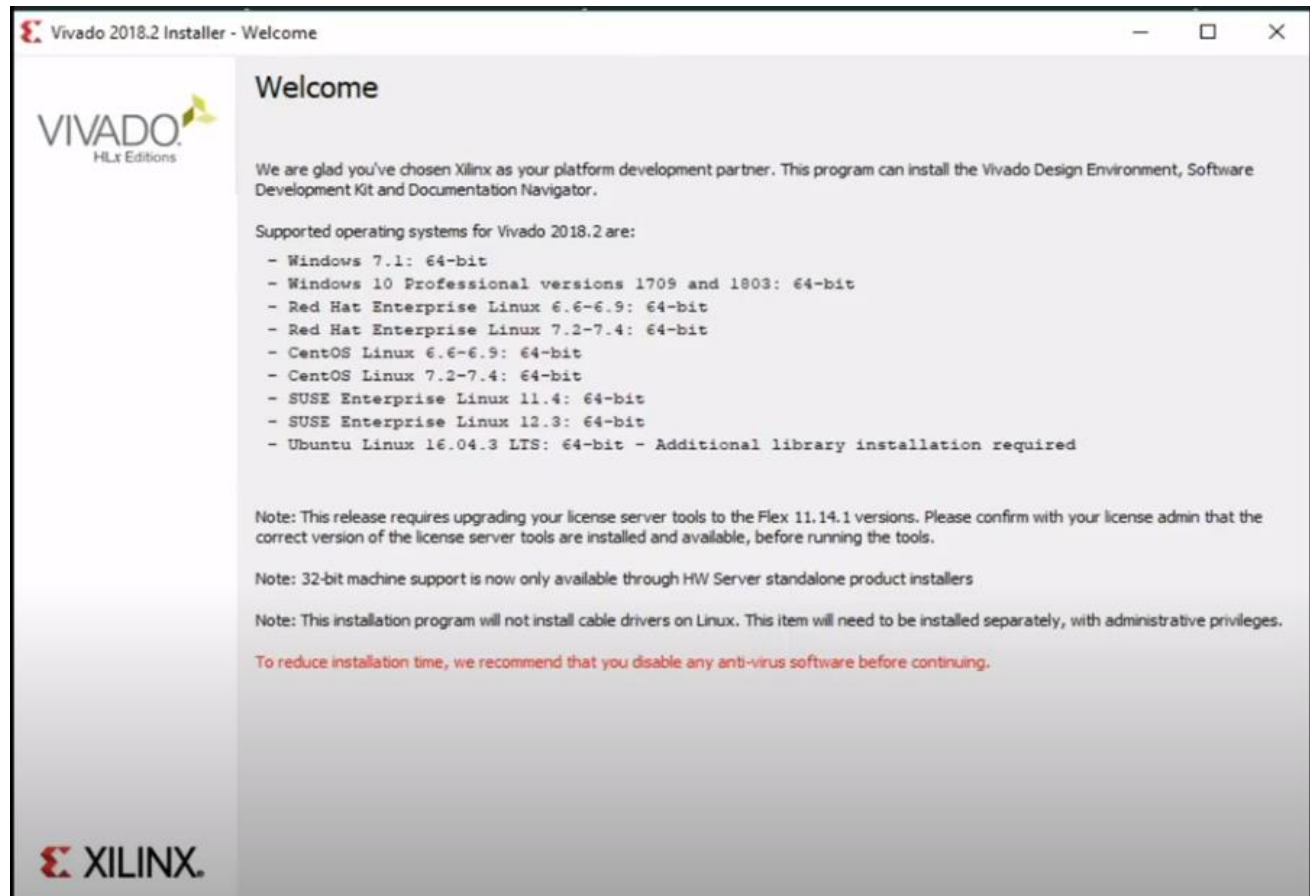 Vivado 2018.2 Installer - Welcome
VIVADO.
HLx Editions
Welcome
We are glad you've chosen Xilinx as your platform development partner. This program can install the Vivado Design Environment, Software
Development Kit and Documentation Navigator.
Supported operating systems for Vivado 2018.2 are:
- Windows 7.1: 64-bit
- Windows 10 Professional versions 1709 and 1803: 64-bit
- Red Hat Enterprise Linux 6.6-6.9: 64-bit
- Red Hat Enterprise Linux 7.2-7.4: 64-bit
- CentOS Linux 6.6-6.9: 64-bit
- CentOS Linux 7.2-7.4: 64-bit
- SUSE Enterprise Linux 11.4: 64-bit
- SUSE Enterprise Linux 12.3: 64-bit
- Ubuntu Linux 16.04.3 LTS: 64-bit - Additional library installation required
Note: This release requires upgrading your license server tools to the Flex 11.14.1 versions. Please confirm with your license admin that the
correct version of the license server tools are installed and available, before running the tools.
Note: 32-bit machine support is now only available through HW Server standalone product installers
Note: This installation program will not install cable drivers on Linux. This item will need to be installed separately, with administrative privileges.
To reduce installation time, we recommend that you disable any anti-virus software before continuing.
XILINX.